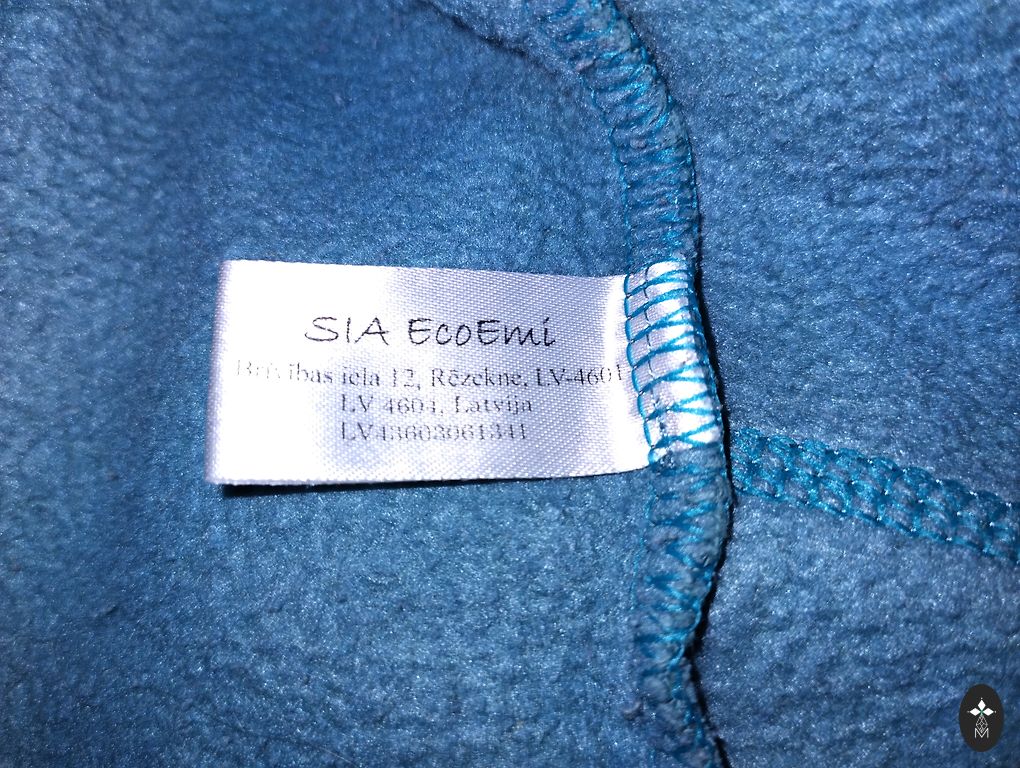 SIA EcoEmi
Brīvības iela 12, Rēzekne, LV-4601
LV 4604, Latvija
LV43603061341
M